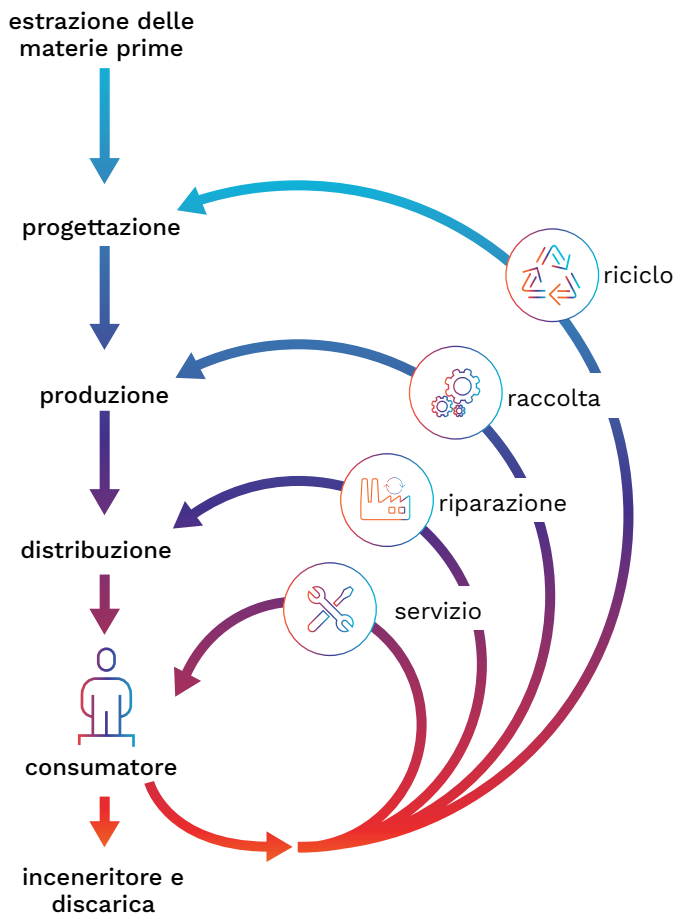 estrazione delle
materie prime
progettazione
riciclo
produzione
raccolta
riparazione
distribuzione
servizio
consumatore
inceneritore e
discarica